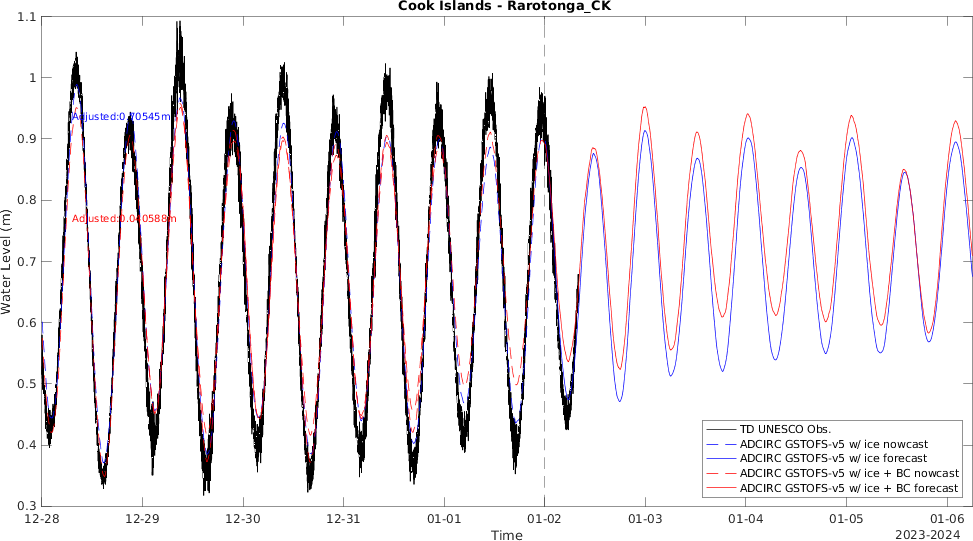 Cook Islands - Rarotonga_CK
Water Level (m)
1.1
1
0.9
0.8
0.7
0.6
0.5
0.4
0.3
Adjusted:0.70545m
Adjusted:0.040588m
TD UNESCO Obs.
ADCIRC GSTOFS-v5 w/ ice nowcast
ADCIRC GSTOFS-v5 w/ ice forecast
ADCIRC GSTOFS-v5 w/ ice + BC nowcast
ADCIRC GSTOFS-v5 w/ ice + BC forecast
12-28 12-29 12-30 12-31 01-01 01-02 01-03 01-04 01-05 01-06
Time
2023-2024